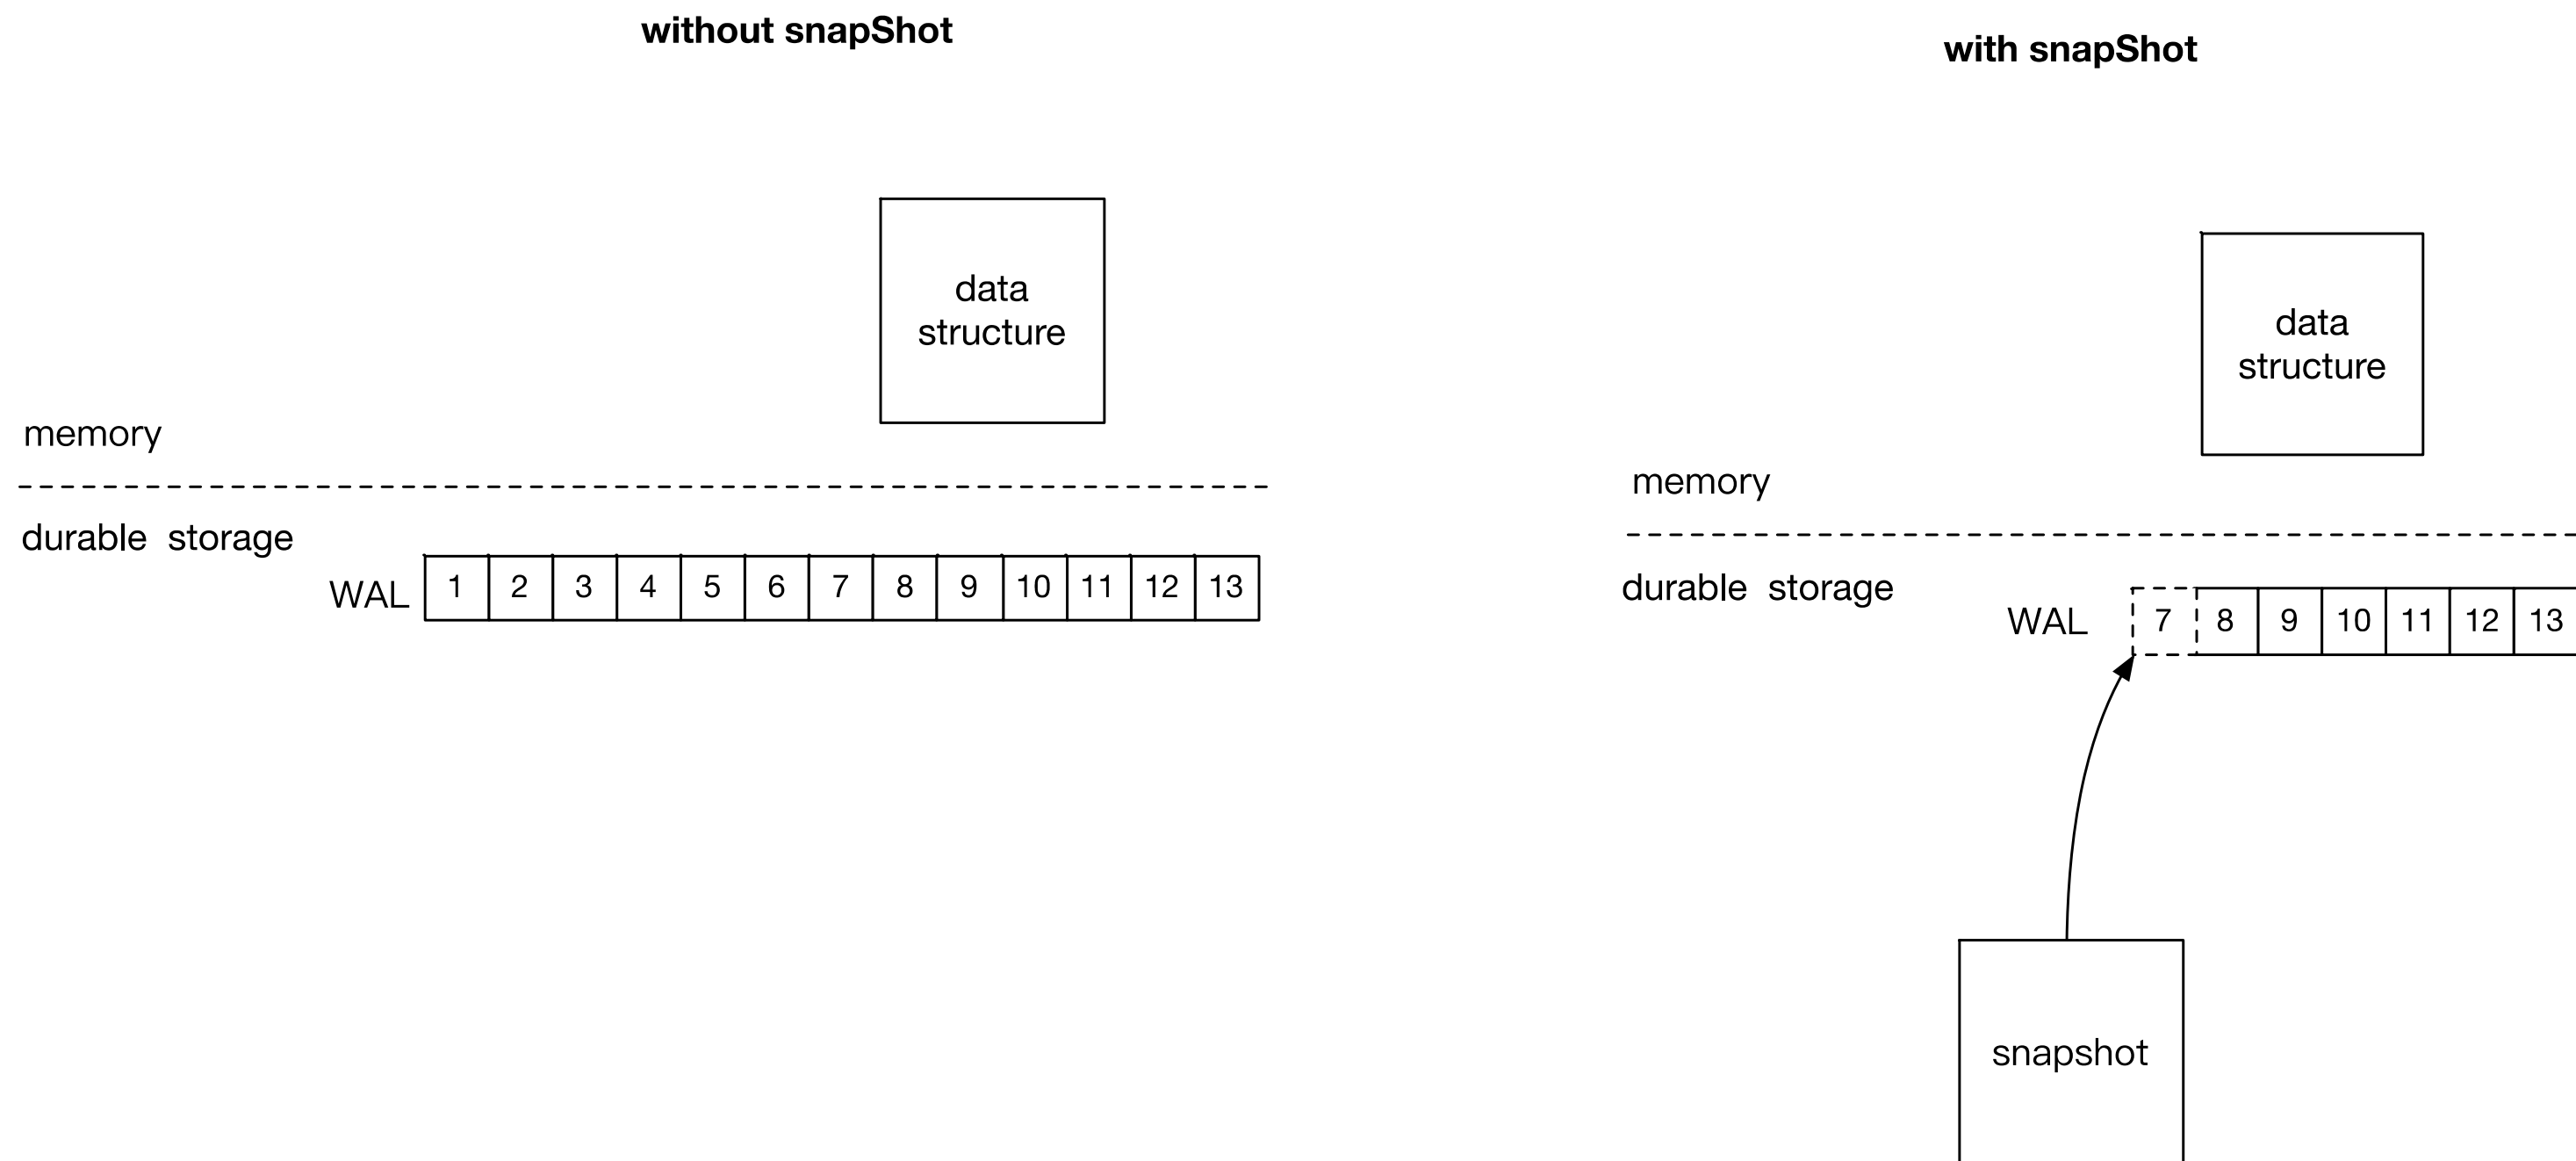 without snapShot
data
structure
memory
durable storage
WAL 1 2 3 4 5 6 7 8 9 10 11 12 13
with snapShot
data
structure
memory
durable storage
WAL 7 8 9 10 11 12 13
snapshot